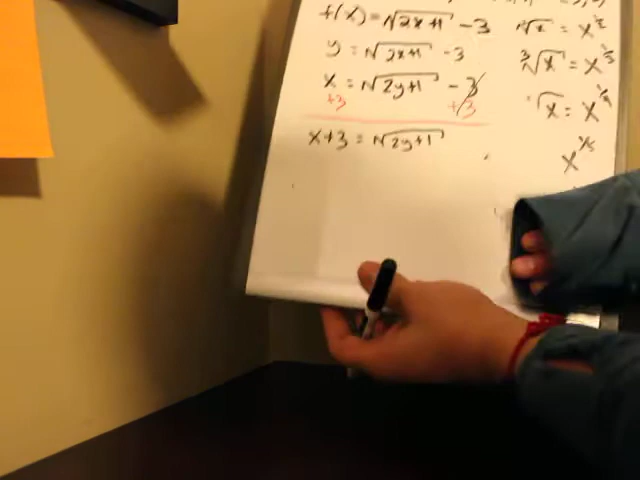 f(x) = √2x+1 - 3
y = √2x+1 - 3
x = √2y+1 - 3
+3 +3
x+3 = √2y+1
√x = x^1/2
∛x = x^1/3
√x = x^1/4
x^1/5